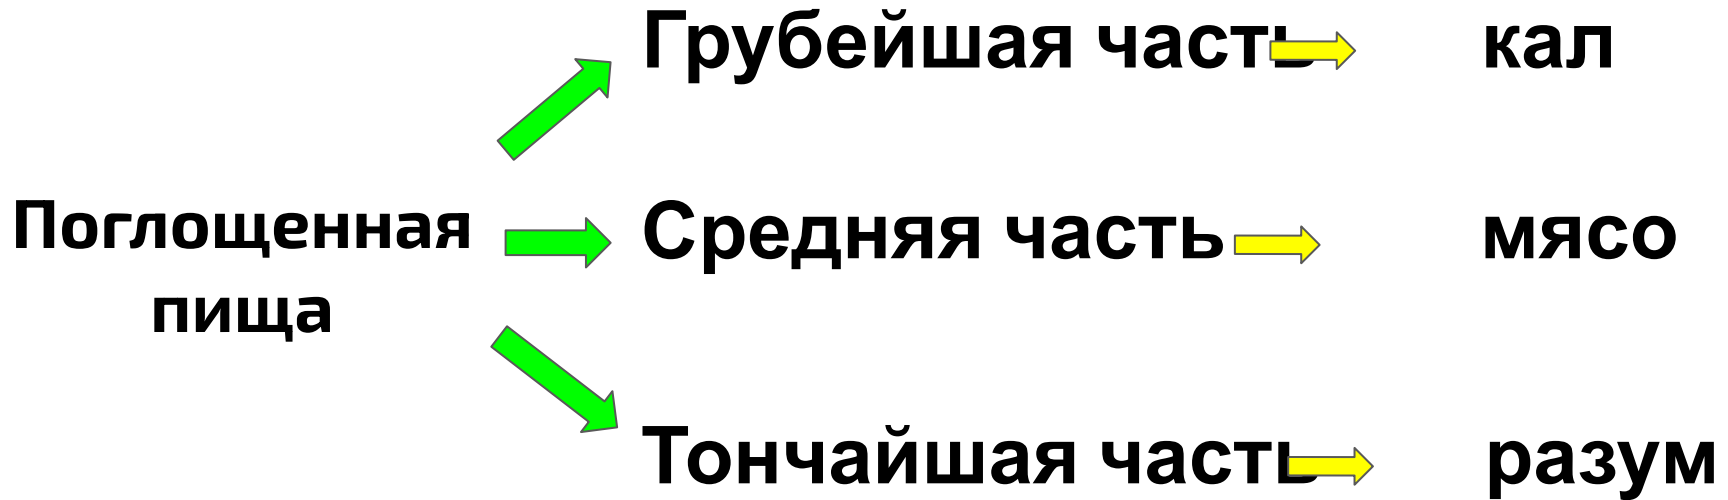 Грубейшая часть кал
Поглощенная
пища
Средняя часть мясо
Тончайшая часть разум